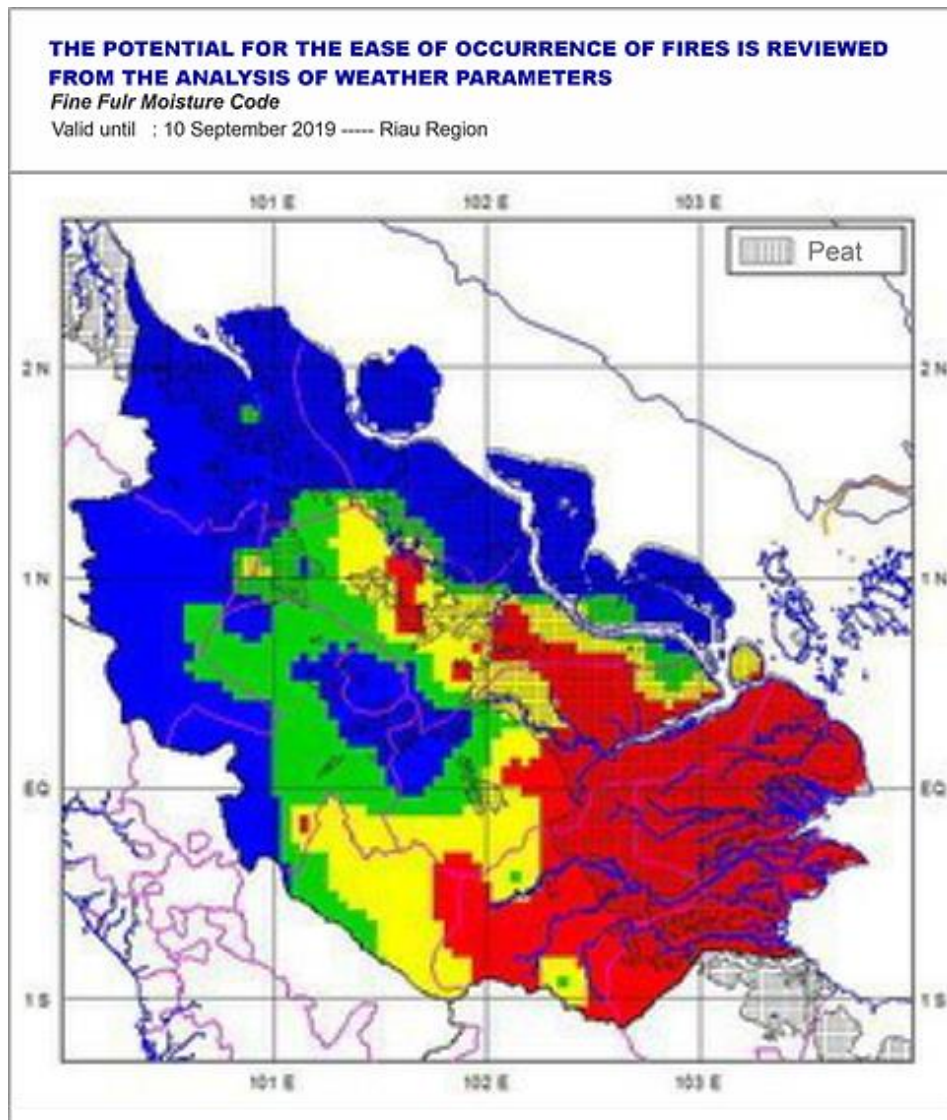 THE POTENTIAL FOR THE EASE OF OCCURRENCE OF FIRES IS REVIEWED
FROM THE ANALYSIS OF WEATHER PARAMETERS
Fine Fulr Moisture Code
Valid until : 10 September 2019 ----- Riau Region
101 E 102 E 103 E
Peat
2 N 2 N
1 N 1 N
EQ EQ
1 S 1 S
101 E 102 E 103 E